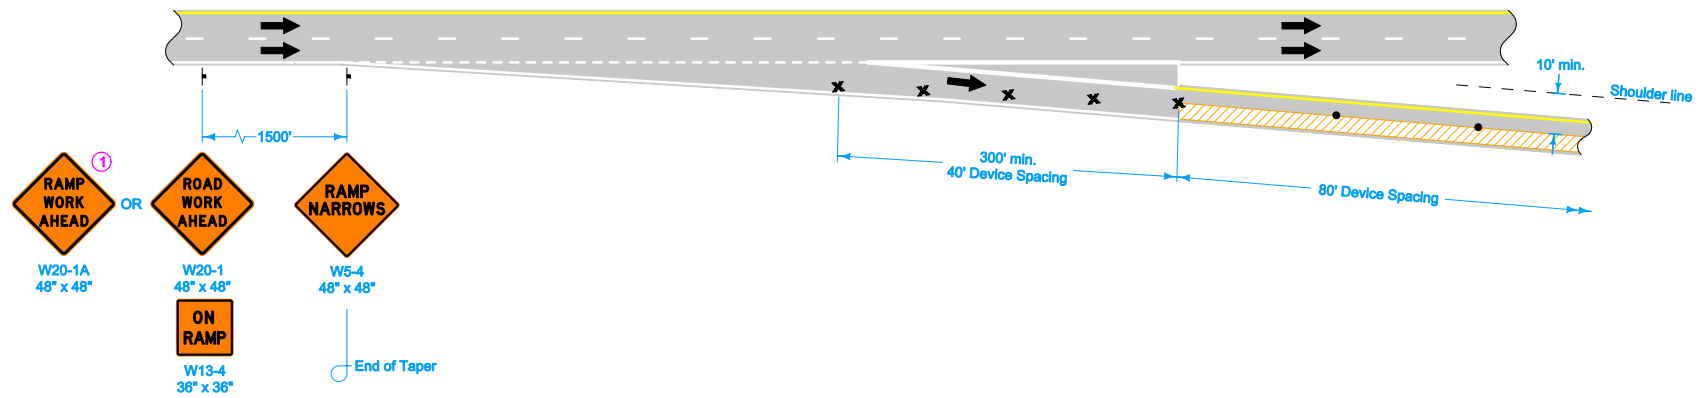 10' min.
Shoulder line
1500'
300' min.
40' Device Spacing
80' Device Spacing
1
RAMP
WORK
AHEAD
OR
ROAD
WORK
AHEAD
RAMP
NARROWS
W20-1A
48" x 48"
W20-1
48" x 48"
W5-4
48" x 48"
ON
RAMP
W13-4
36" x 36"
End of Taper